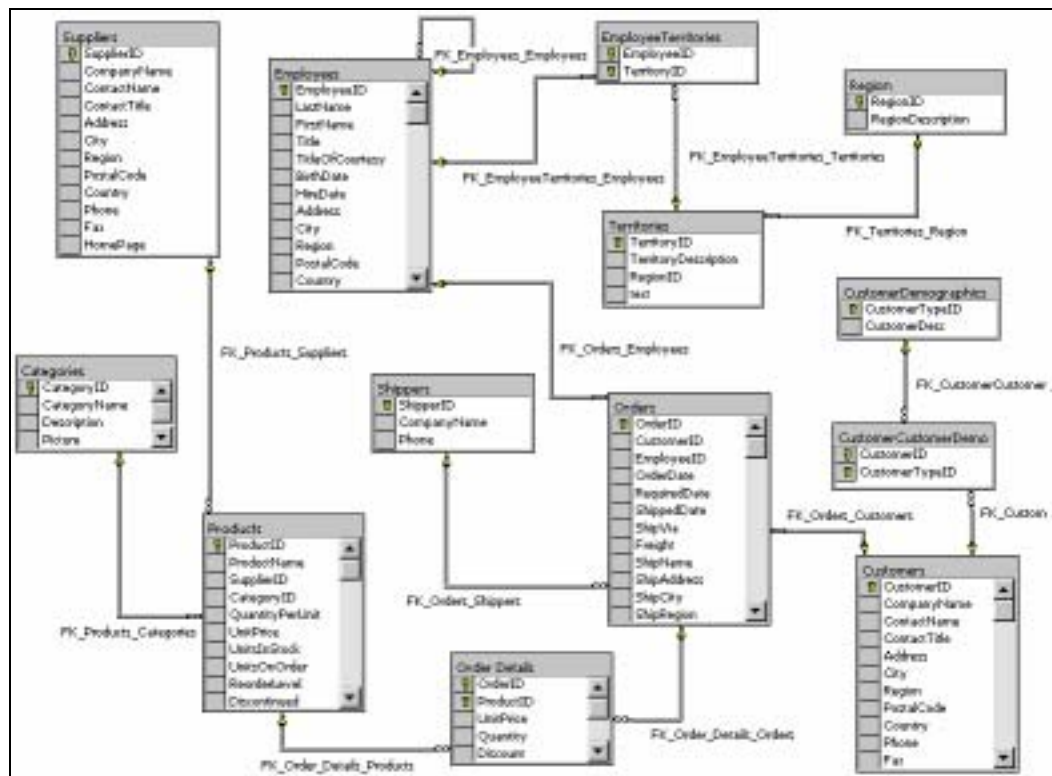 Suppliers
SupplierID
CompanyName
ContactName
ContactTitle
Address
City
Region
PostalCode
Country
Phone
Fax
HomePage
FK_Employees_Employees
Employees
EmployeeID
LastName
FirstName
Title
TitleOfCourtesy
BirthDate
HireDate
Address
City
Region
PostalCode
Country
EmployeeTerritories
EmployeeID
TerritoryID
Region
RegionID
RegionDescription
FK_EmployeeTerritories_Territories
FK_EmployeeTerritories_Employees
Territories
TerritoryID
TerritoryDescription
RegionID
test
FK_Territories_Region
CustomerDemographics
CustomerTypeID
CustomerDesc
FK_Products_Suppliers
FK_Orders_Employees
FK_CustomerCustomer
Categories
CategoryID
CategoryName
Description
Picture
Shippers
ShipperID
CompanyName
Phone
Orders
OrderID
CustomerID
EmployeeID
OrderDate
RequiredDate
ShippedDate
ShipVia
Freight
ShipName
ShipAddress
ShipCity
ShipRegion
CustomerCustomerDemo
CustomerID
CustomerTypeID
FK_Orders_Customers
FK_Custom
Products
ProductID
ProductName
SupplierID
CategoryID
QuantityPerUnit
UnitPrice
UnitsInStock
UnitsOnOrder
ReorderLevel
Discontinued
FK_Products_Categories
FK_Orders_Shippers
Customers
CustomerID
CompanyName
ContactName
ContactTitle
Address
City
Region
PostalCode
Country
Phone
Fax
Order Details
OrderID
ProductID
UnitPrice
Quantity
Discount
FK_Order_Details_Orders
FK_Order_Details_Products